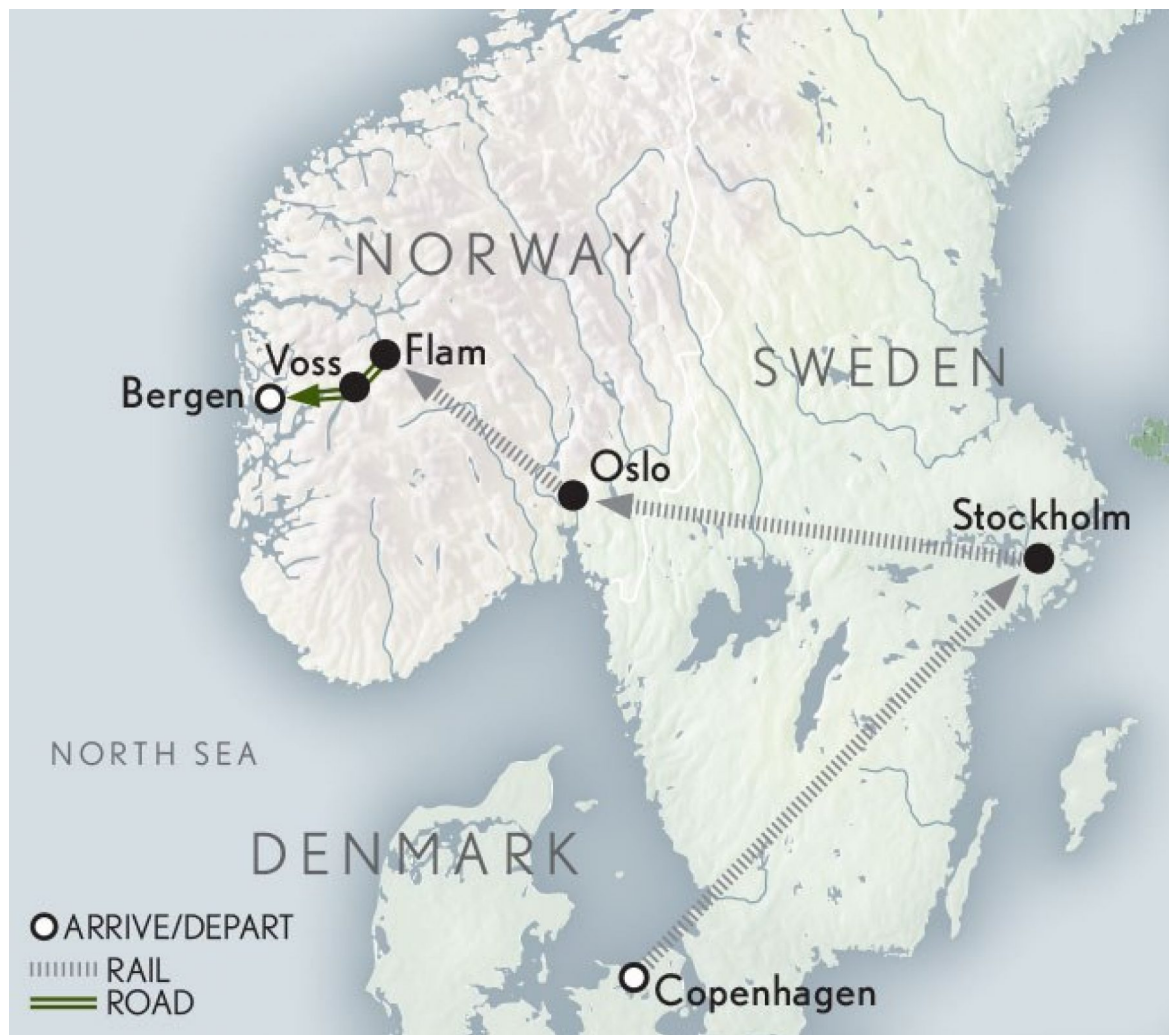 NORWAY
SWEDEN
Flam
Voss
Bergen
Oslo
Stockholm
NORTH SEA
DENMARK
Copenhagen
ARRIVE/DEPART
RAIL
ROAD